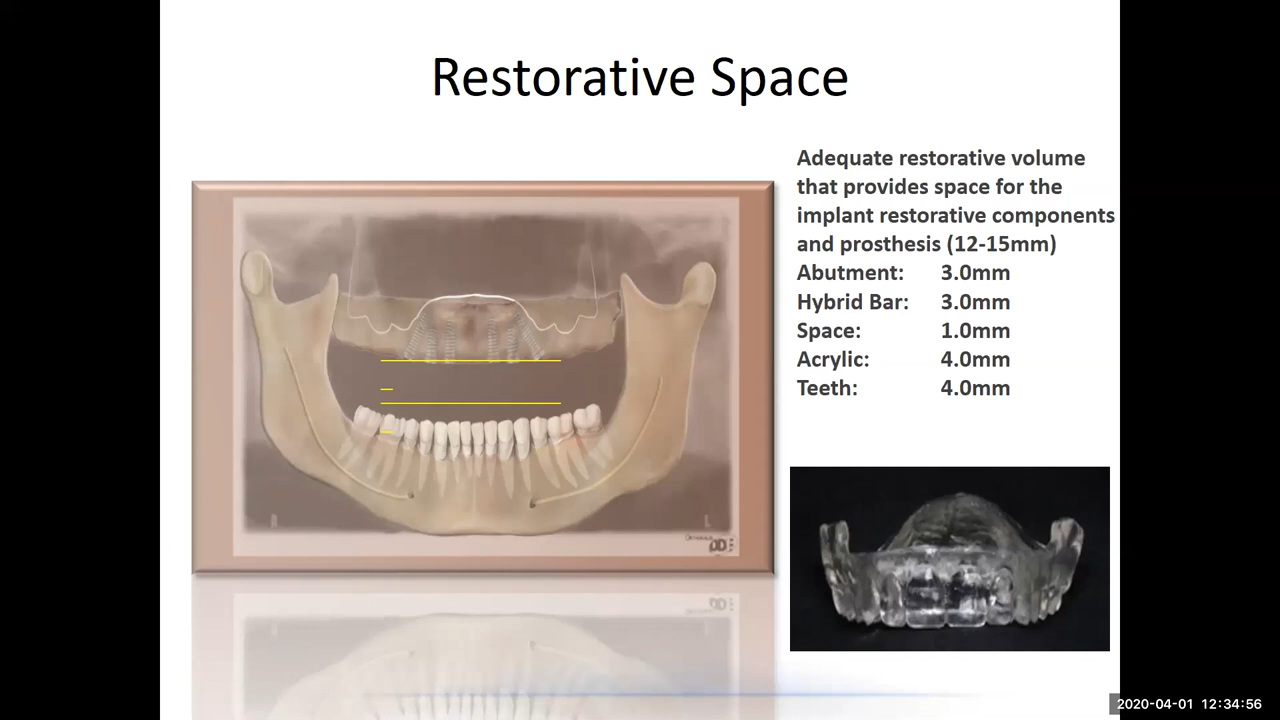 Restorative Space
Adequate restorative volume
that provides space for the
implant restorative components
and prosthesis (12-15mm)
Abutment: 3.0mm
Hybrid Bar: 3.0mm
Space: 1.0mm
Acrylic: 4.0mm
Teeth: 4.0mm
L
2020-04-01 12:34:56